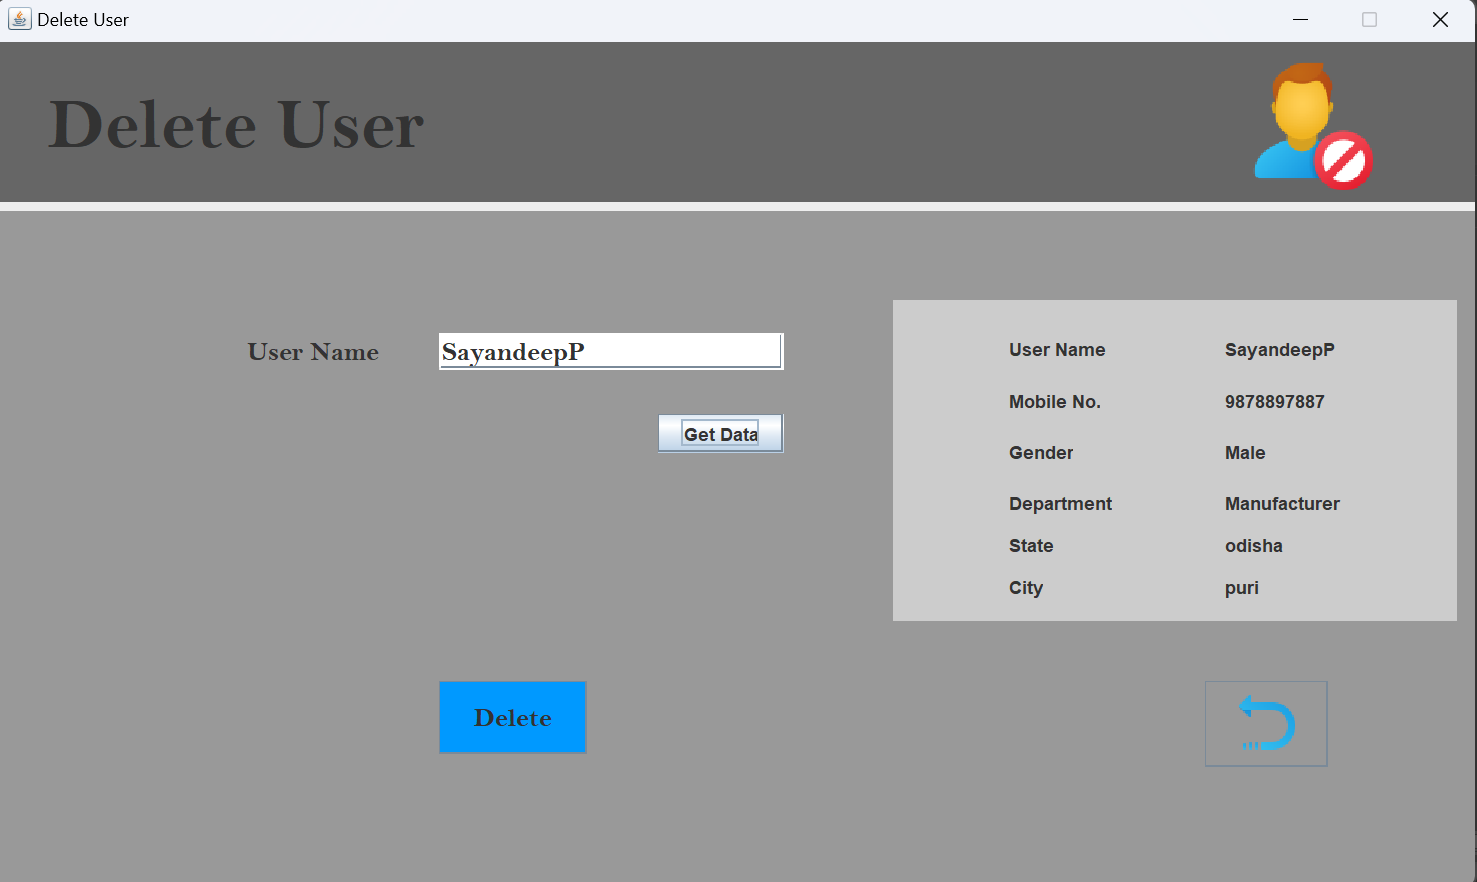 Delete User
Delete User
User Name
SayandeepP
Get Data
User Name SayandeepP
Mobile No. 9878897887
Gender Male
Department Manufacturer
State odisha
City puri
Delete